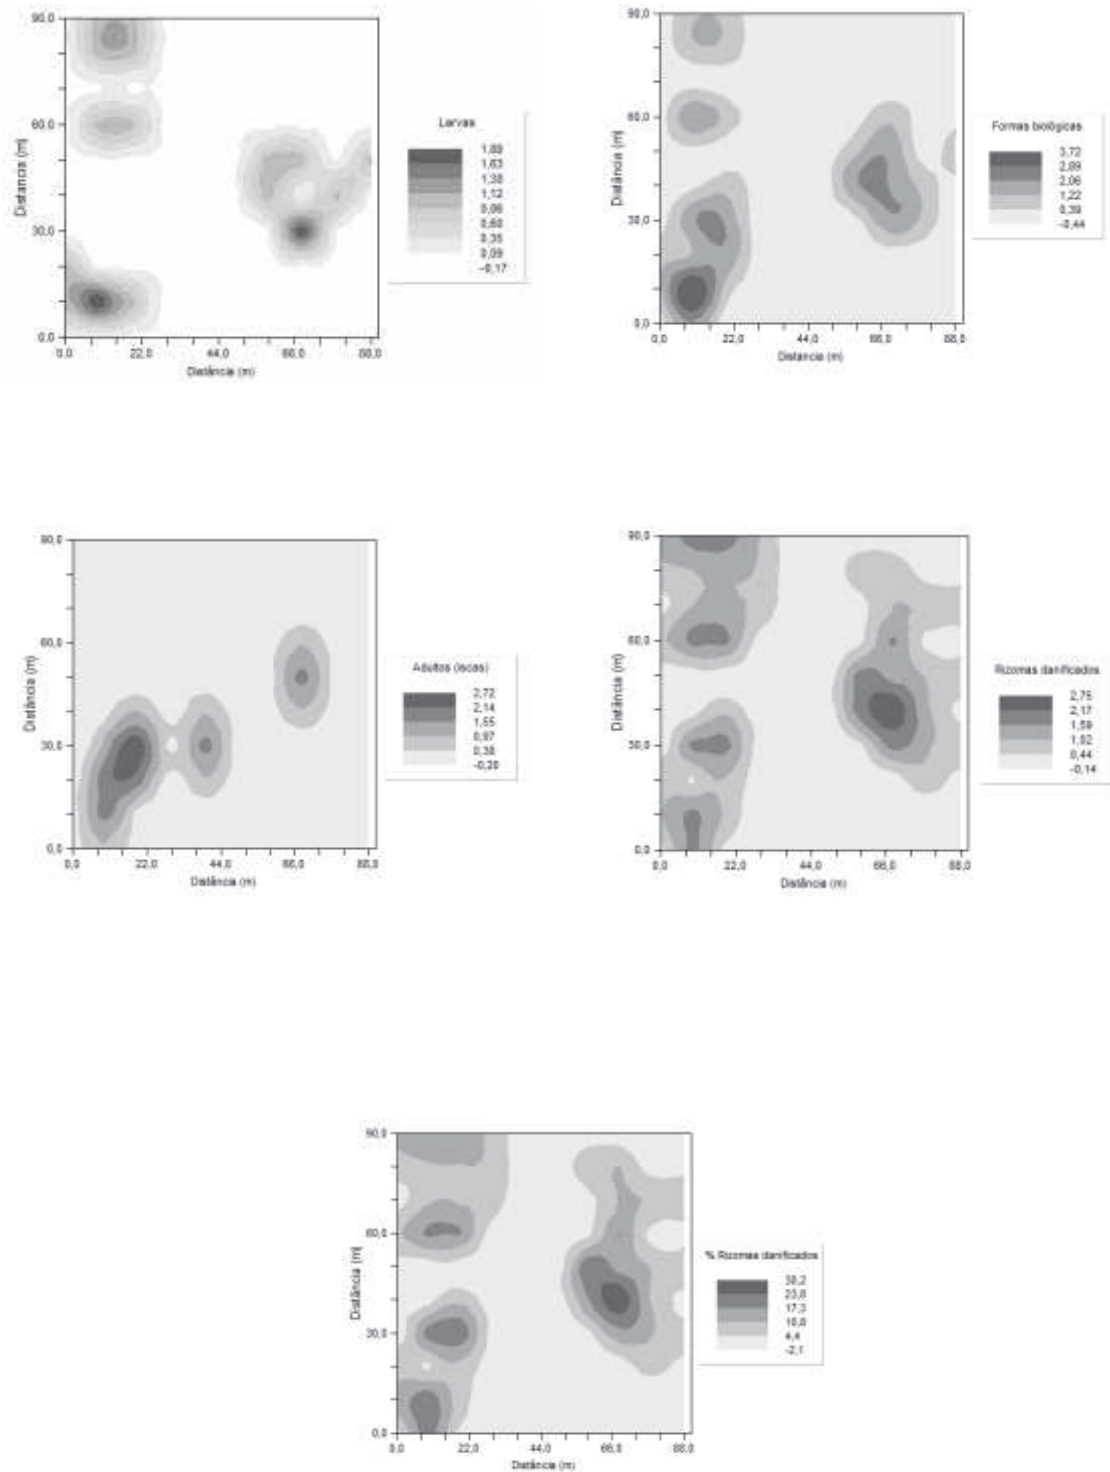 90,0
60,0
30,0
0,0
Distancia (m)
0,0 22,0 44,0 66,0 88,0
Distância (m)
Larvas
1,89
1,63
1,38
1,12
0,86
0,60
0,35
0,09
-0,17
90,0
60,0
30,0
0,0
Distância (m)
0,0 22,0 44,0 66,0 88,0
Distancia (m)
Formas biológicas
3,72
2,89
2,06
1,22
0,39
-0,44
90,0
60,0
30,0
0,0
Distância (m)
0,0 22,0 44,0 66,0 88,0
Distância (m)
Adultos (iscas)
2,72
2,14
1,55
0,97
0,38
-0,20
90,0
60,0
30,0
0,0
Distância (m)
0,0 22,0 44,0 66,0 88,0
Distância (m)
Rizomas danificados
2,75
2,17
1,59
1,02
0,44
-0,14
90,0
60,0
30,0
0,0
Distância (m)
0,0 22,0 44,0 66,0 88,0
Distância (m)
% Rizomas danificados
30,2
23,8
17,3
10,8
4,4
-2,1